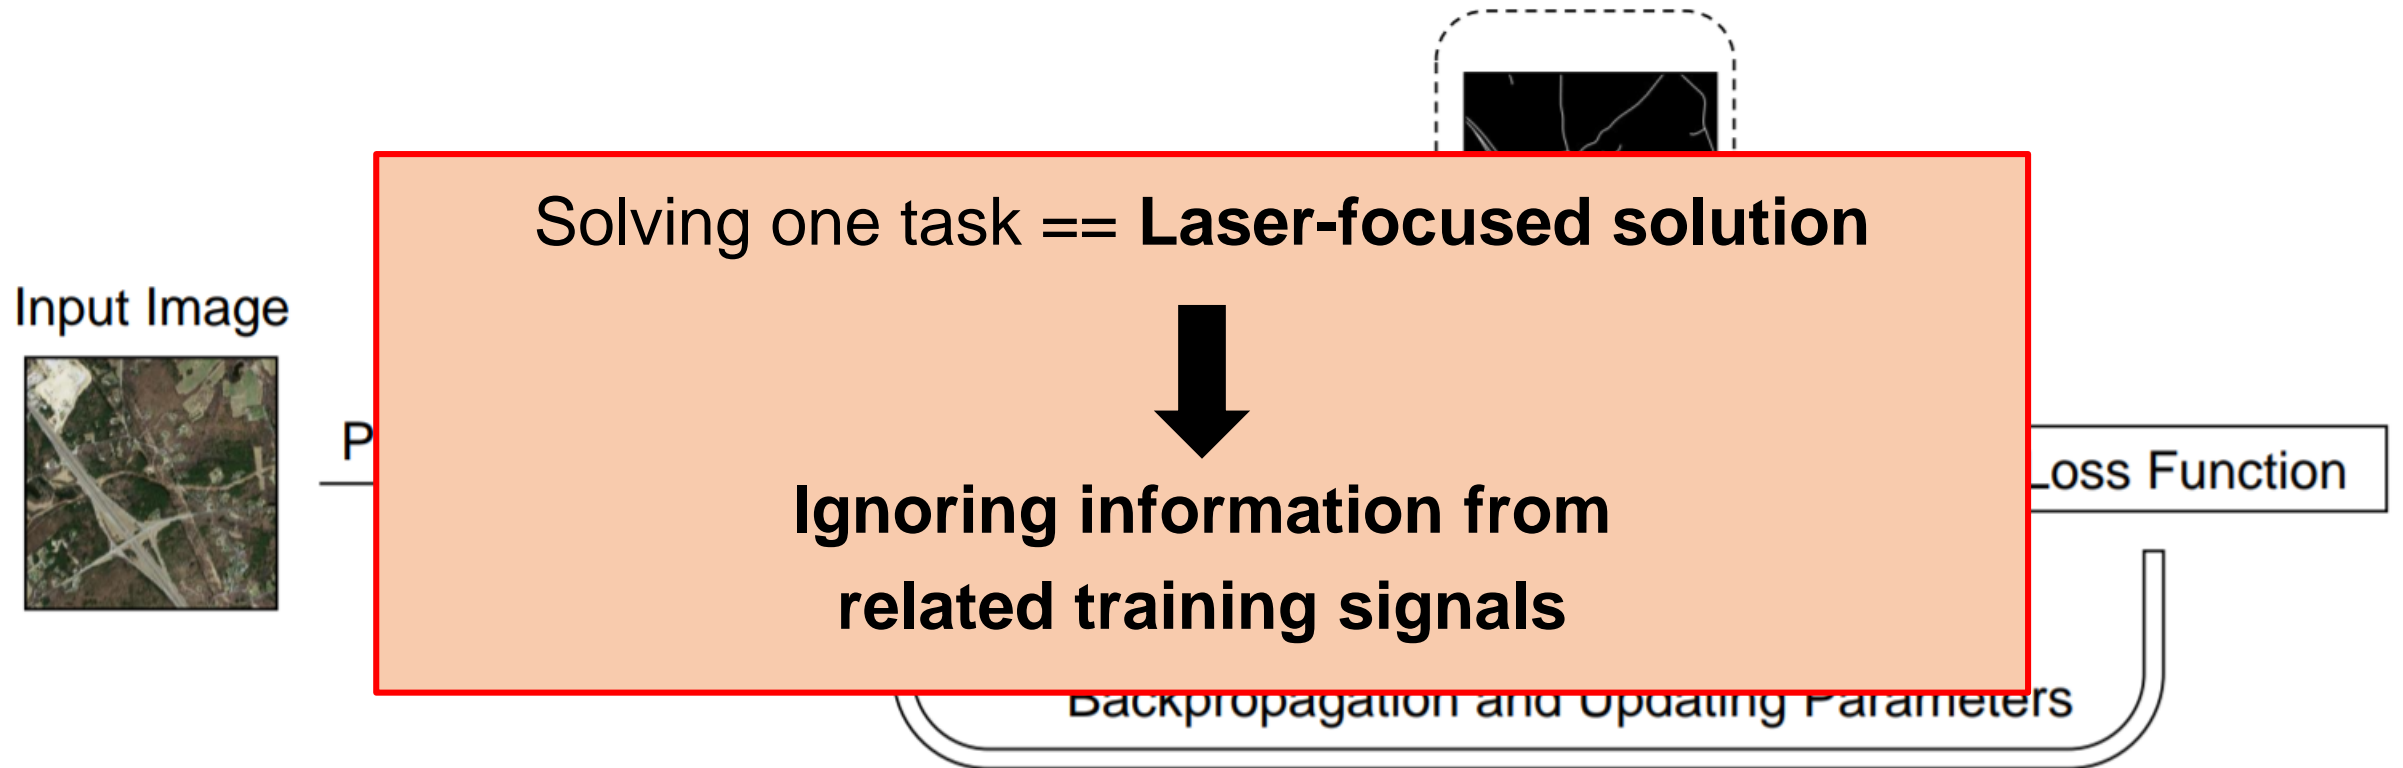 Solving one task == Laser-focused solution
Input Image
P
Loss Function
Ignoring information from
related training signals
Backpropagation and Updating Parameters